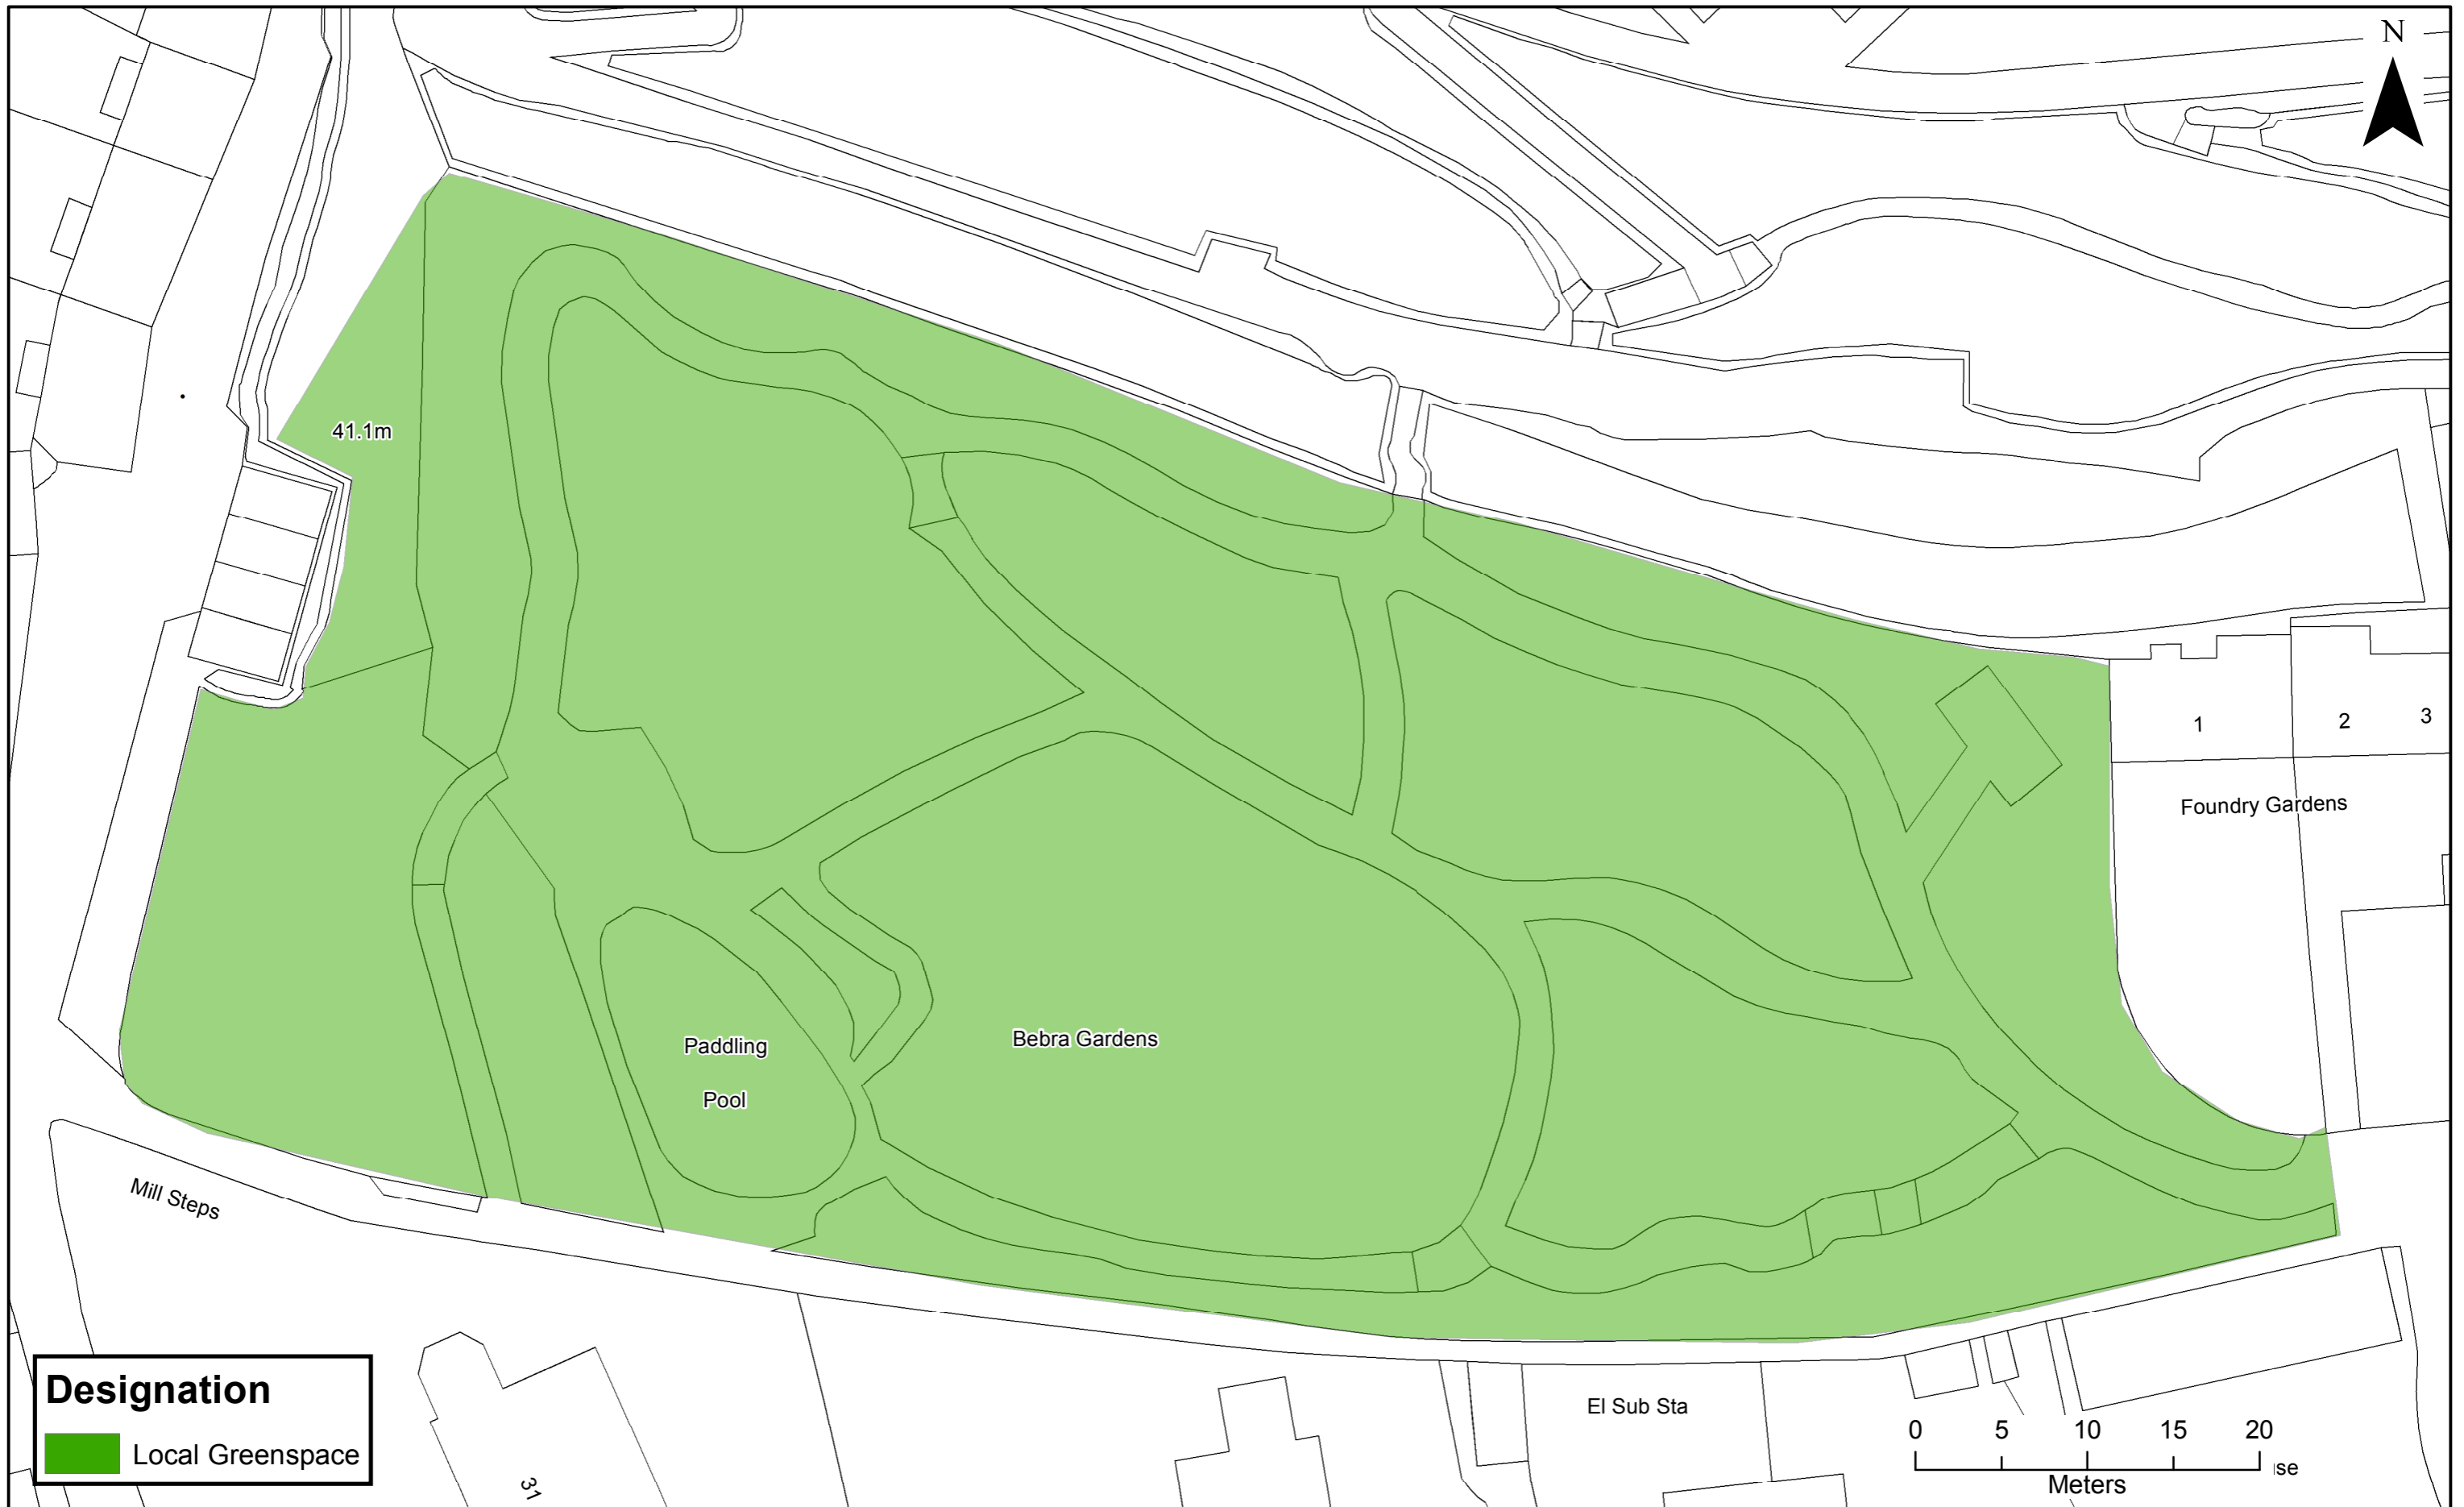 N
41.1m
1
2
3
Foundry Gardens
Paddling
Pool
Bebra Gardens
Mill Steps
Designation
Local Greenspace
31
El Sub Sta
0 5 10 15 20
Meters